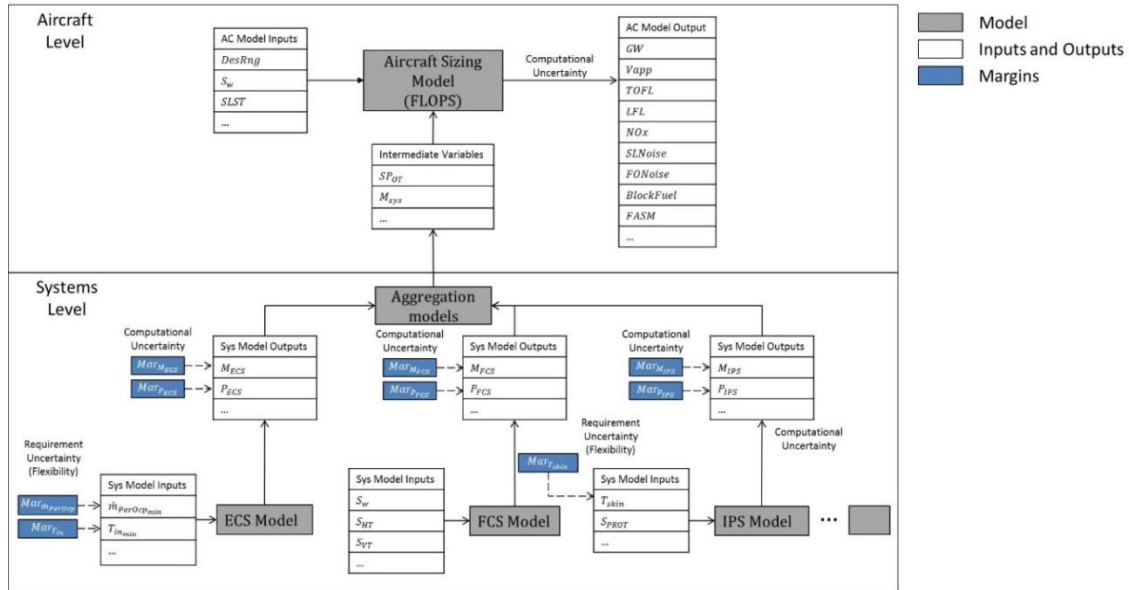 Aircraft
Level
AC Model Inputs
DesRng
S_w
SLST
...
Aircraft Sizing
Model
(FLOPS)
Computational
Uncertainty
AC Model Output
GW
Vapp
TOFL
LFL
NOx
SLNoise
FONoise
BlockFuel
FASM
...
Intermediate Variables
SP_OT
M_sys
...
Model
Inputs and Outputs
Margins
Systems
Level
Aggregation
models
Computational
Uncertainty
Mar_M_ECS
Mar_P_ECS
Sys Model Outputs
M_ECS
P_ECS
...
Computational
Uncertainty
Mar_M_FCS
Mar_P_FCS
Sys Model Outputs
M_FCS
P_FCS
...
Computational
Uncertainty
Mar_M_IPS
Mar_P_IPS
Sys Model Outputs
M_IPS
P_IPS
...
Computational
Uncertainty
Requirement
Uncertainty
(Flexibility)
Mar_ṁ_PerOcp
Mar_T_in
Sys Model Inputs
ṁ_PerOcp_min
T_in_min
...
ECS Model
Sys Model Inputs
S_w
S_HT
S_VT
...
FCS Model
Requirement
Uncertainty
(Flexibility)
Mar_T_skin
Sys Model Inputs
T_skin
S_PROT
...
IPS Model
...